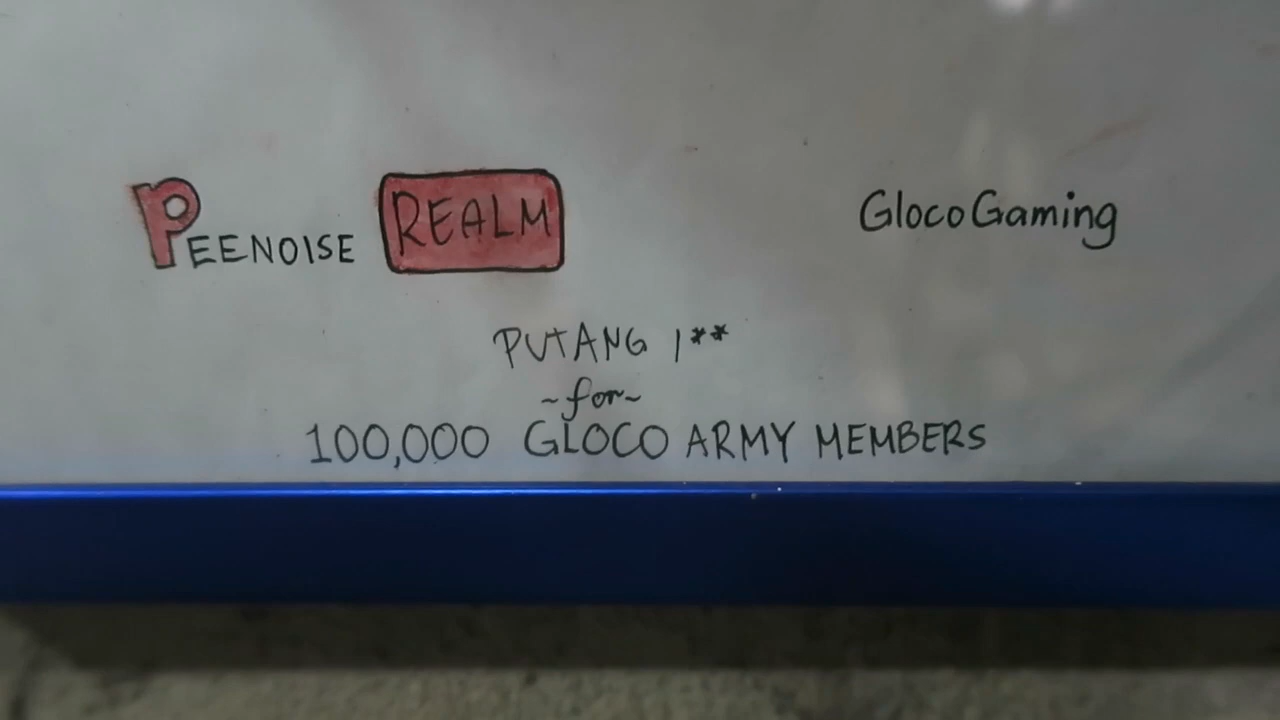 PEENOISE REALM GlocoGaming
PUTANG I**
~for~
100,000 GLOCO ARMY MEMBERS